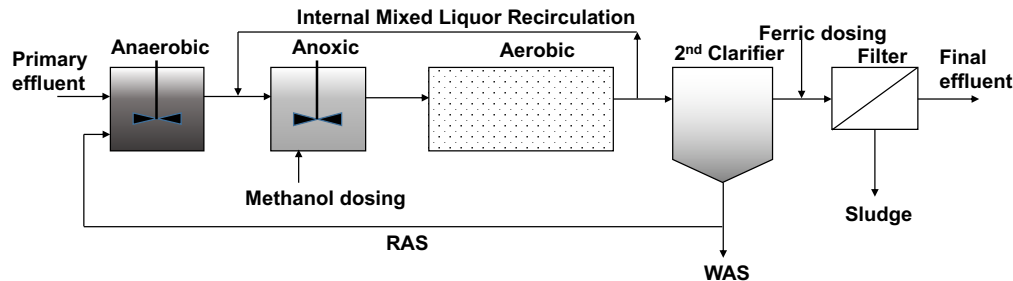 Internal Mixed Liquor Recirculation
Ferric dosing
Anaerobic
Anoxic
Aerobic
2nd Clarifier
Filter
Primary
effluent
Final
effluent
Methanol dosing
Sludge
RAS
WAS